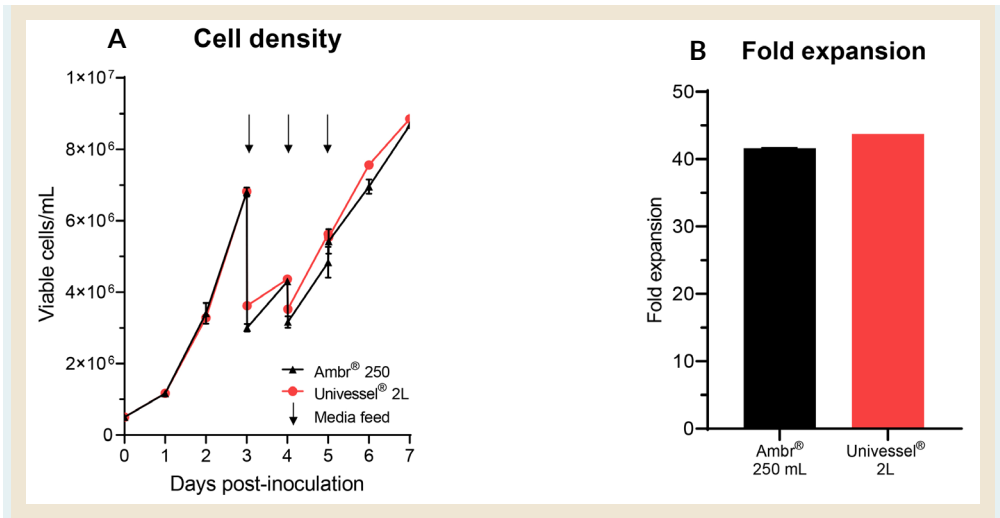 A Cell density
1×10⁷
8×10⁶
6×10⁶
4×10⁶
2×10⁶
0
Viable cells/mL
Ambr® 250
Univessel® 2L
Media feed
0 1 2 3 4 5 6 7
Days post-inoculation
B Fold expansion
50
40
30
20
10
0
Fold expansion
Ambr® Univessel®
250 mL 2L